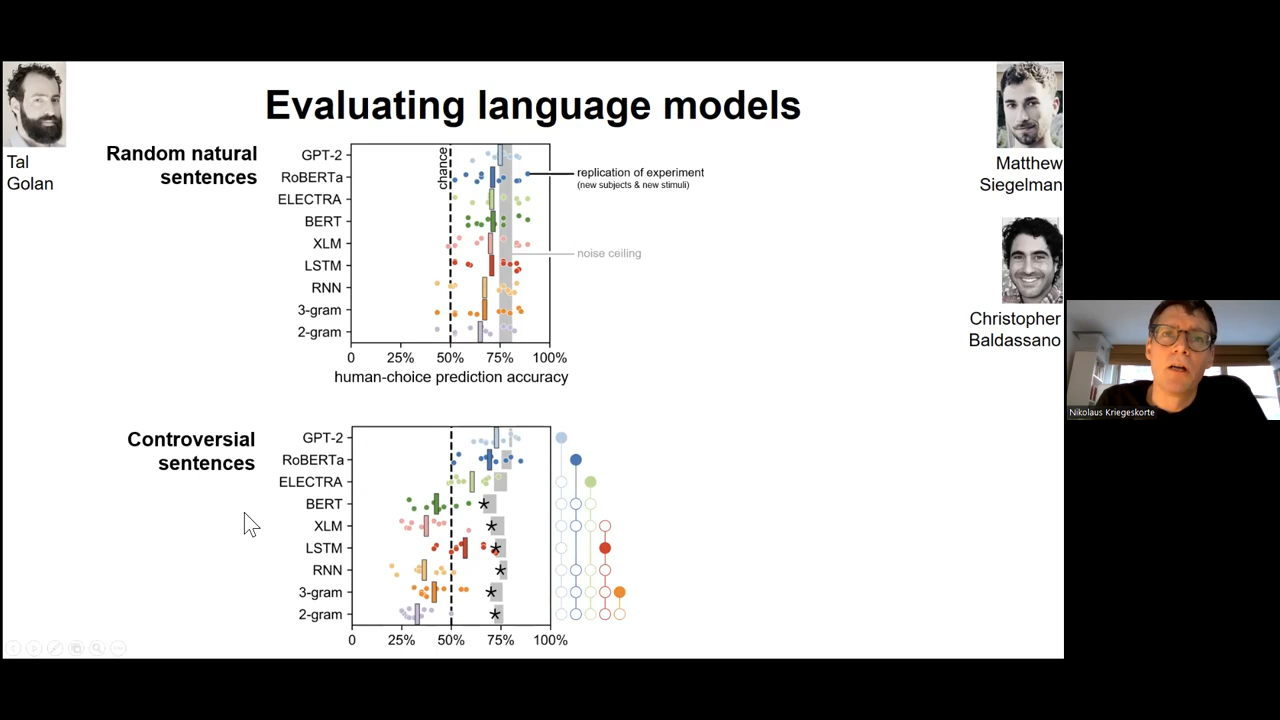 Evaluating language models
Tal
Golan
Matthew
Siegelman
Christopher
Baldassano
Random natural
sentences
GPT-2
RoBERTa
ELECTRA
BERT
XLM
LSTM
RNN
3-gram
2-gram
chance
replication of experiment
(new subjects & new stimuli)
noise ceiling
0 25% 50% 75% 100%
human-choice prediction accuracy
Controversial
sentences
GPT-2
RoBERTa
ELECTRA
BERT
XLM
LSTM
RNN
3-gram
2-gram
0 25% 50% 75% 100%
Nikolaus Kriegeskorte